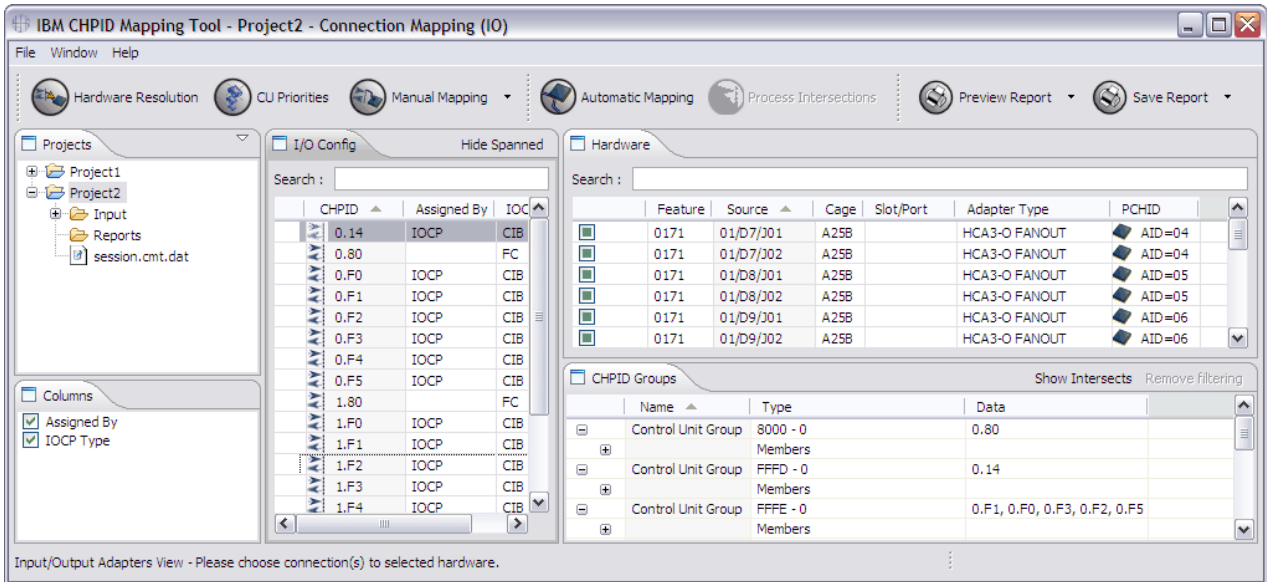 IBM CHPID Mapping Tool - Project2 - Connection Mapping (IO)
File Window Help
Hardware Resolution CU Priorities Manual Mapping Automatic Mapping Process Intersections Preview Report Save Report
Projects
Project1
Project2
Input
Reports
session.cmt.dat
Columns
Assigned By
IOCP Type
I/O Config Hide Spanned
Search :
CHPID Assigned By IOC
0.14 IOCP CIB
0.80 FC
0.F0 IOCP CIB
0.F1 IOCP CIB
0.F2 IOCP CIB
0.F3 IOCP CIB
0.F4 IOCP CIB
0.F5 IOCP CIB
1.80 FC
1.F0 IOCP CIB
1.F1 IOCP CIB
1.F2 IOCP CIB
1.F3 IOCP CIB
1.F4 IOCP CIB
Hardware
Search :
Feature Source Cage Slot/Port Adapter Type PCHID
0171 01/D7/J01 A25B HCA3-O FANOUT AID=04
0171 01/D7/J02 A25B HCA3-O FANOUT AID=04
0171 01/D8/J01 A25B HCA3-O FANOUT AID=05
0171 01/D8/J02 A25B HCA3-O FANOUT AID=05
0171 01/D9/J01 A25B HCA3-O FANOUT AID=06
0171 01/D9/J02 A25B HCA3-O FANOUT AID=06
CHPID Groups Show Intersects Remove filtering
Name Type Data
Control Unit Group 8000 - 0 0.80
Members
Control Unit Group FFFD - 0 0.14
Members
Control Unit Group FFFE - 0 0.F1, 0.F0, 0.F3, 0.F2, 0.F5
Members
Input/Output Adapters View - Please choose connection(s) to selected hardware.